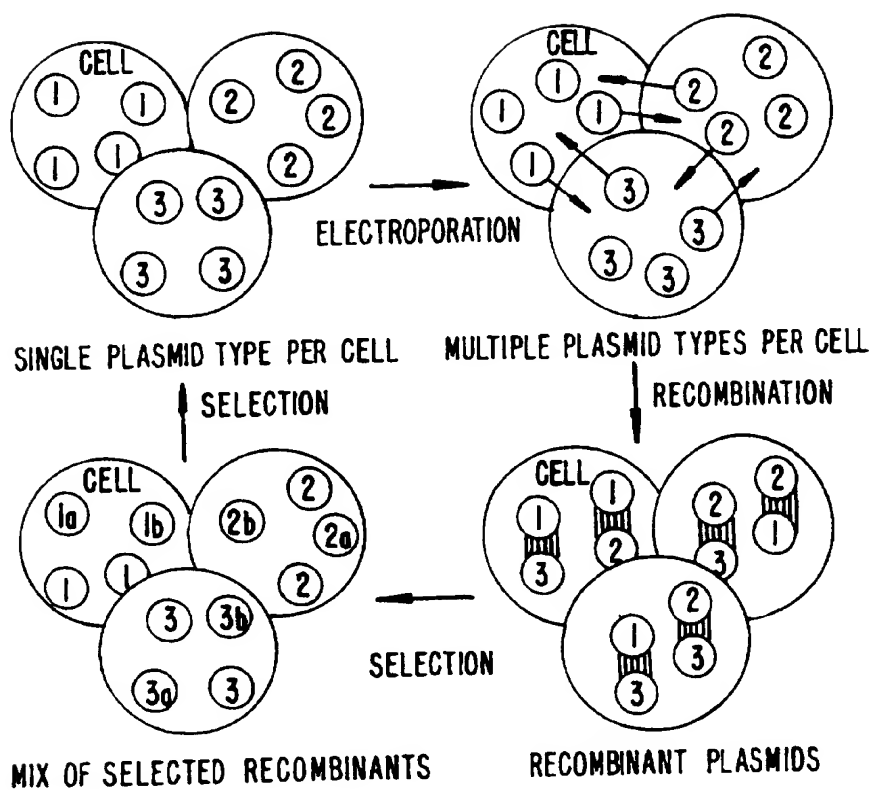 CELL
1
1
1
1
2
2
2
2
3
3
3
3
SINGLE PLASMID TYPE PER CELL
ELECTROPORATION
CELL
1
1
1
1
2
2
2
2
3
3
3
3
MULTIPLE PLASMID TYPES PER CELL
RECOMBINATION
CELL
1
3
1
2
2
3
2
1
1
3
2
3
RECOMBINANT PLASMIDS
SELECTION
CELL
1a
1b
1
1
2
2b
2a
2
3
3b
3a
3
MIX OF SELECTED RECOMBINANTS
SELECTION